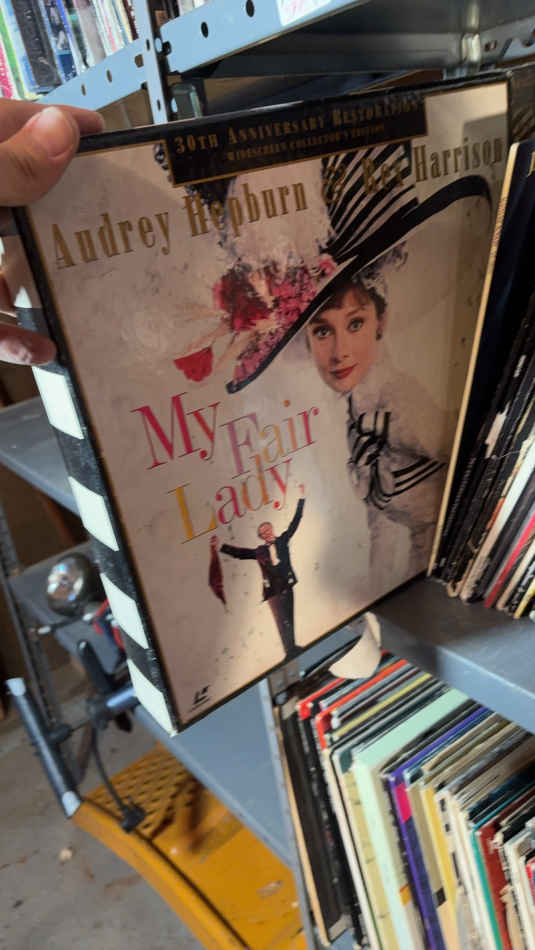 30TH ANNIVERSARY RESTORATION
WIDESCREEN COLLECTOR'S EDITION
Audrey Hepburn & Rex Harrison
My
Fair
Lady